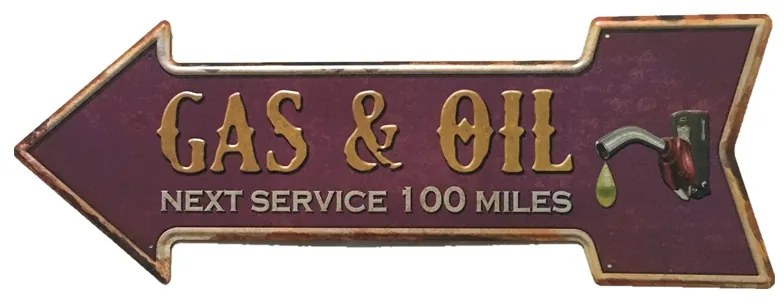 GAS & OIL
NEXT SERVICE 100 MILES